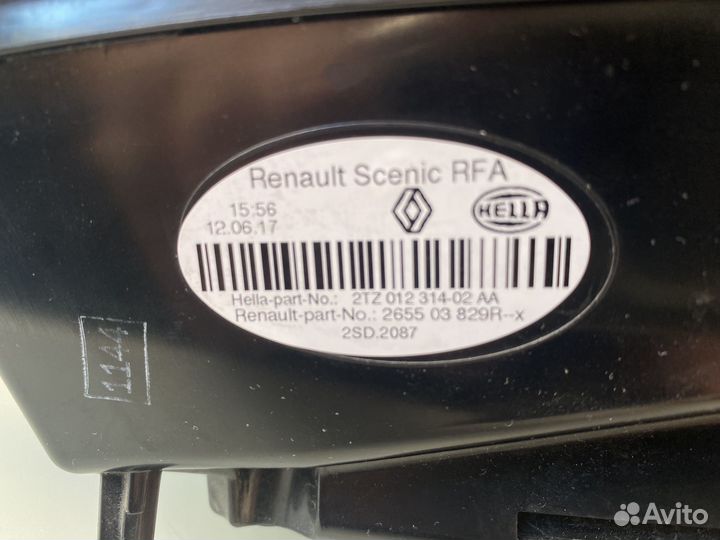 Renault Scenic RFA
15:56
12.06.17
HELLA
Hella-part-No.: 2TZ 012 314-02 AA
Renault-part-No.: 2655 03 829R--x
2SD.2087
1144
Avito